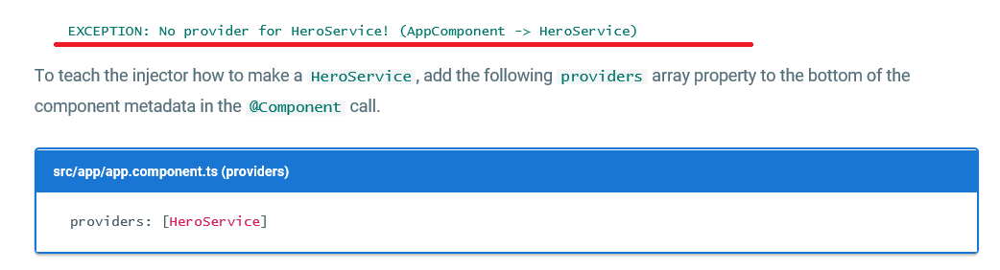 EXCEPTION: No provider for HeroService! (AppComponent -> HeroService)
To teach the injector how to make a HeroService, add the following providers array property to the bottom of the
component metadata in the @Component call.
src/app/app.component.ts (providers)
providers: [HeroService]